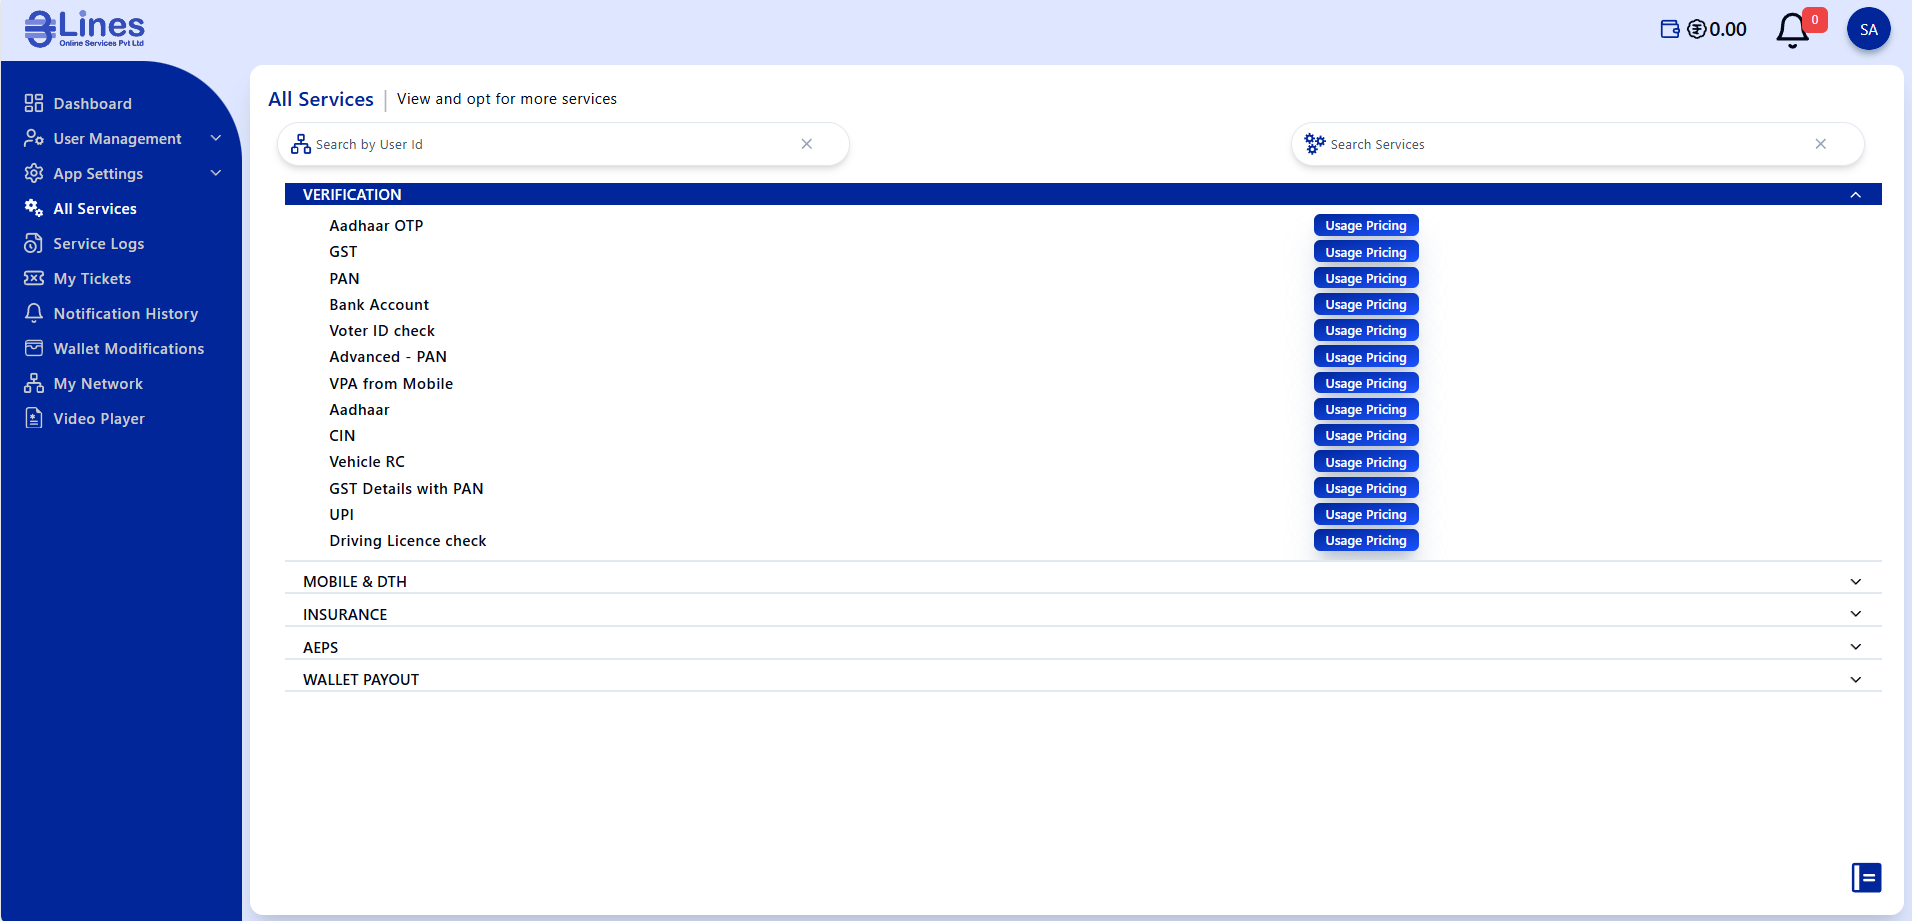 3Lines
Online Services Pvt Ltd
0.00
0
SA
Dashboard
User Management
App Settings
All Services
Service Logs
My Tickets
Notification History
Wallet Modifications
My Network
Video Player
All Services | View and opt for more services
Search by User Id
Search Services
VERIFICATION
Aadhaar OTP Usage Pricing
GST Usage Pricing
PAN Usage Pricing
Bank Account Usage Pricing
Voter ID check Usage Pricing
Advanced - PAN Usage Pricing
VPA from Mobile Usage Pricing
Aadhaar Usage Pricing
CIN Usage Pricing
Vehicle RC Usage Pricing
GST Details with PAN Usage Pricing
UPI Usage Pricing
Driving Licence check Usage Pricing
MOBILE & DTH
INSURANCE
AEPS
WALLET PAYOUT